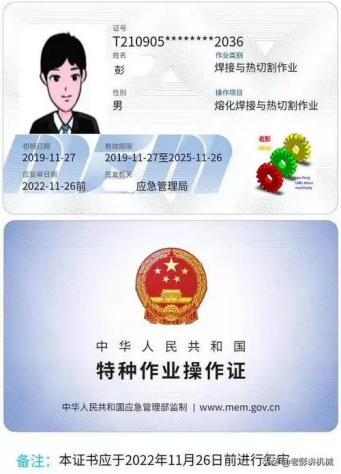 证号
T210905********2036
姓名
作业类别
彭
焊接与热切割作业
性别
操作项目
男
熔化焊接与热切割作业
初领日期
有效期限
2019-11-27
2019-11-27至2025-11-26
应复审日期
签发机关
2022-11-26前
应急管理局
老彭
中华人民共和国
特种作业操作证
中华人民共和国应急管理部监制 | www.mem.gov.cn
备注：本证书应于2022年11月26日前进行复审
@老彭讲机械